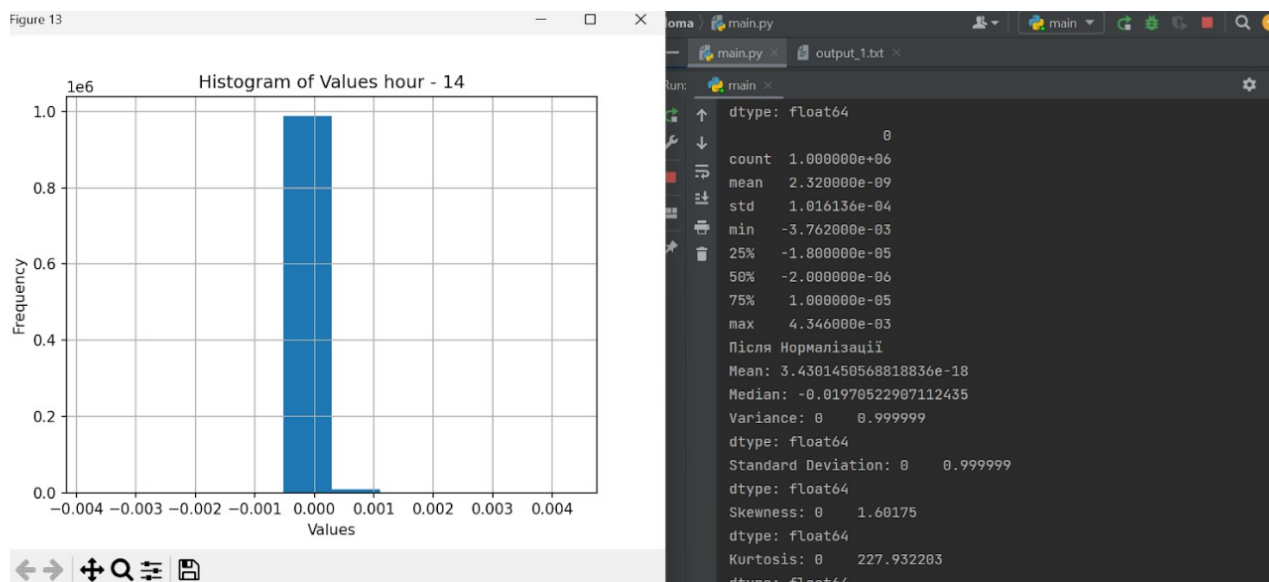 Figure 13
Histogram of Values hour - 14
1e6
1.0
0.8
0.6
0.4
0.2
0.0
Frequency
−0.004 −0.003 −0.002 −0.001 0.000 0.001 0.002 0.003 0.004
Values
oma main.py main
main.py output_1.txt
Run: main
dtype: float64
0
count 1.000000e+06
mean 2.320000e-09
std 1.016136e-04
min -3.762000e-03
25% -1.800000e-05
50% -2.000000e-06
75% 1.000000e-05
max 4.346000e-03
Після Нормалізації
Mean: 3.4301450568818836e-18
Median: -0.01970522907112435
Variance: 0 0.999999
dtype: float64
Standard Deviation: 0 0.999999
dtype: float64
Skewness: 0 1.60175
dtype: float64
Kurtosis: 0 227.932203
dtype: float64